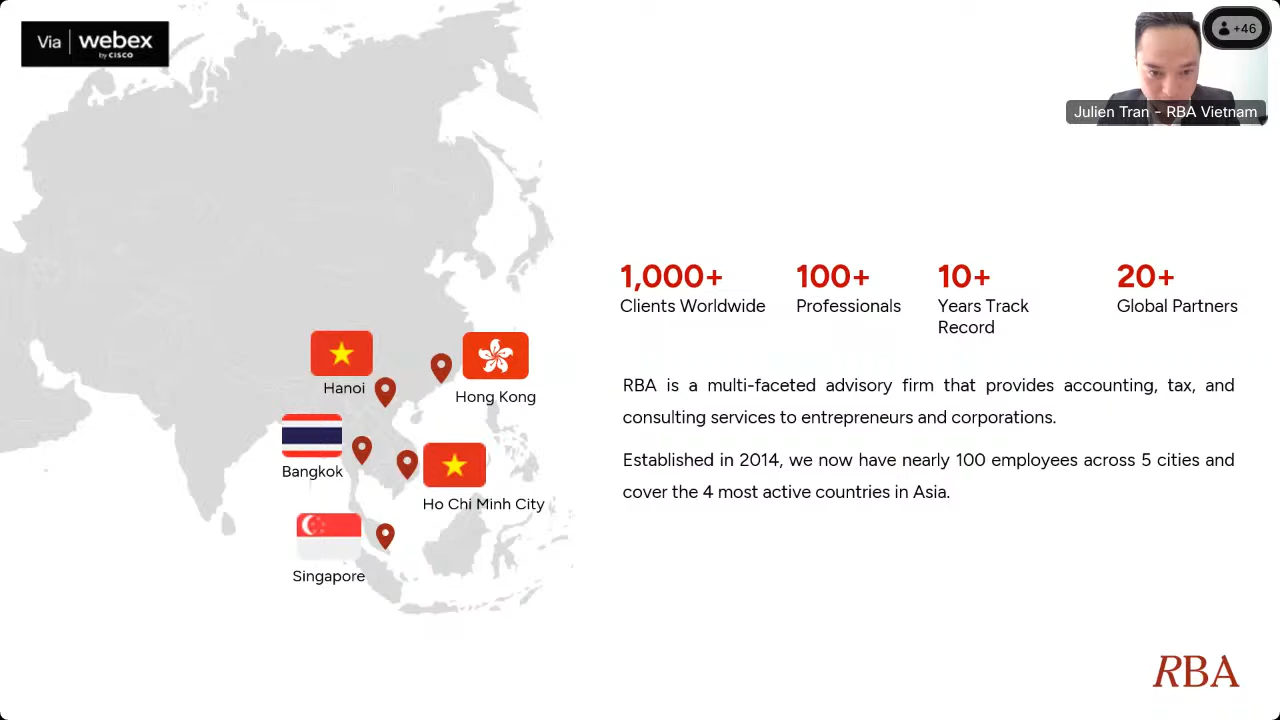 Via | webex
by CISCO
+46
Julien Tran - RBA Vietnam
1,000+
Clients Worldwide
100+
Professionals
10+
Years Track
Record
20+
Global Partners
Hanoi
Hong Kong
Bangkok
Ho Chi Minh City
Singapore
RBA is a multi-faceted advisory firm that provides accounting, tax, and
consulting services to entrepreneurs and corporations.
Established in 2014, we now have nearly 100 employees across 5 cities and
cover the 4 most active countries in Asia.
RBA